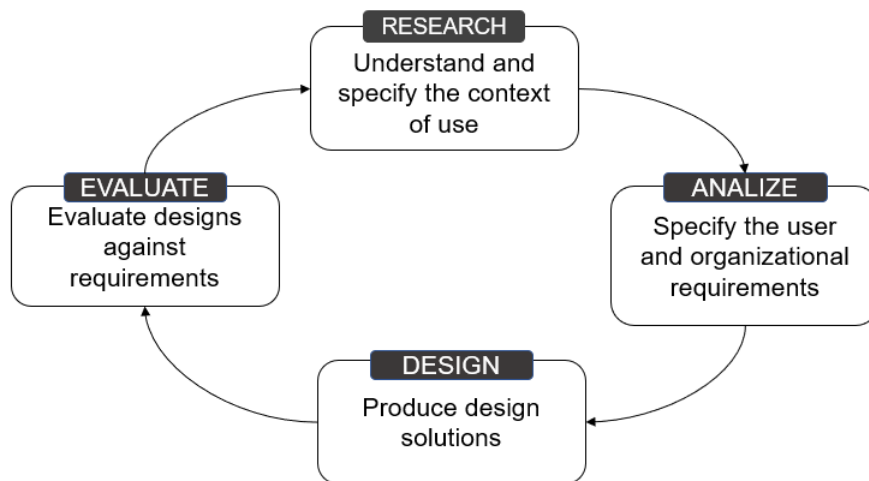 RESEARCH
Understand and
specify the context
of use
ANALIZE
Specify the user
and organizational
requirements
DESIGN
Produce design
solutions
EVALUATE
Evaluate designs
against
requirements